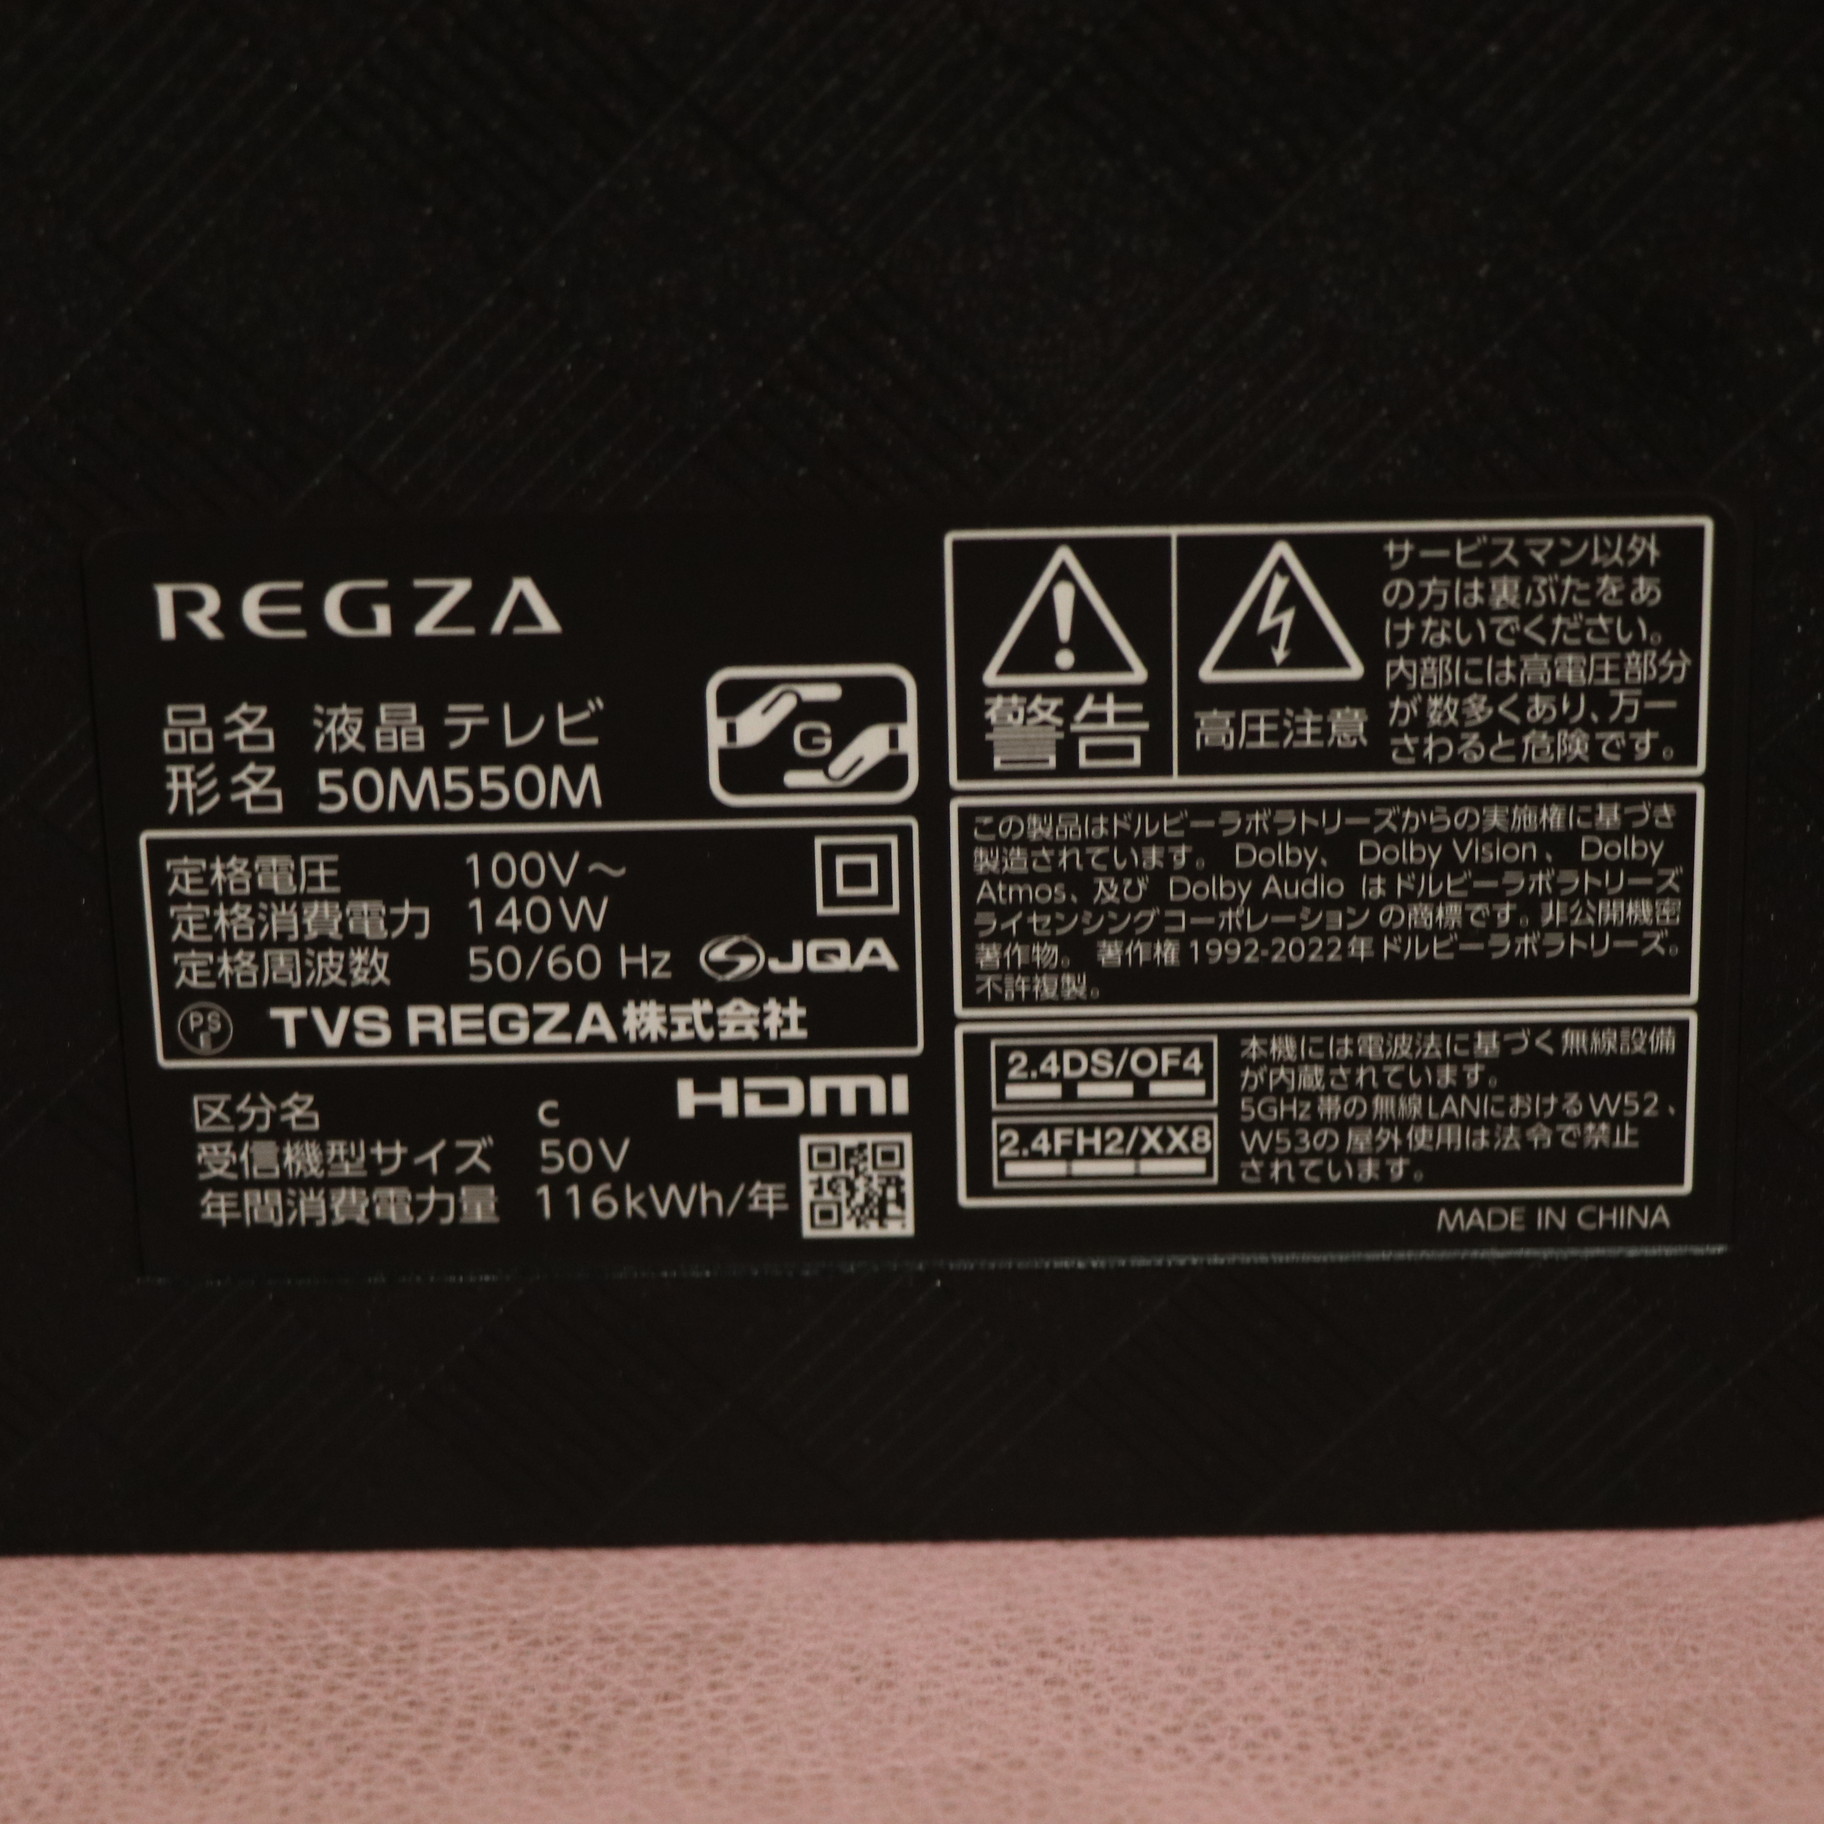 REGZA
品名 液晶テレビ
形名 50M550M
G
定格電圧 100V～
定格消費電力 140W
定格周波数 50/60 Hz
JQA
PS
E
TVS REGZA株式会社
HDMI
区分名 c
受信機型サイズ 50V
年間消費電力量 116kWh/年
警告
高圧注意
サービスマン以外
の方は裏ぶたをあ
けないでください。
内部には高電圧部分
が数多くあり、万一
さわると危険です。
この製品はドルビーラボラトリーズからの実施権に基づき
製造されています。 Dolby、 Dolby Vision、 Dolby
Atmos、及び Dolby Audio はドルビーラボラトリーズ
ライセンシングコーポレーションの商標です。非公開機密
著作物。 著作権 1992-2022年ドルビーラボラトリーズ。
不許複製。
2.4DS/OF4
2.4FH2/XX8
本機には電波法に基づく無線設備
が内蔵されています。
5GHz帯の無線LANにおけるW52、
W53の屋外使用は法令で禁止
されています。
MADE IN CHINA